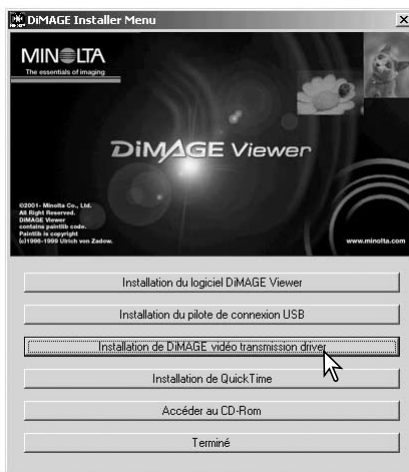 DiMAGE Installer Menu
MINOLTA
The essentials of imaging
DiMAGE Viewer
©2001- Minolta Co., Ltd.
All Right Reserved.
DiMAGE Viewer
contains paintlib code.
Paintlib is copyright
(c)1996-1999 Ulrich von Zadow.
www.minolta.com
Installation du logiciel DiMAGE Viewer
Installation du pilote de connexion USB
Installation de DiMAGE vidéo transmission driver
Installation de QuickTime
Accéder au CD-Rom
Terminé